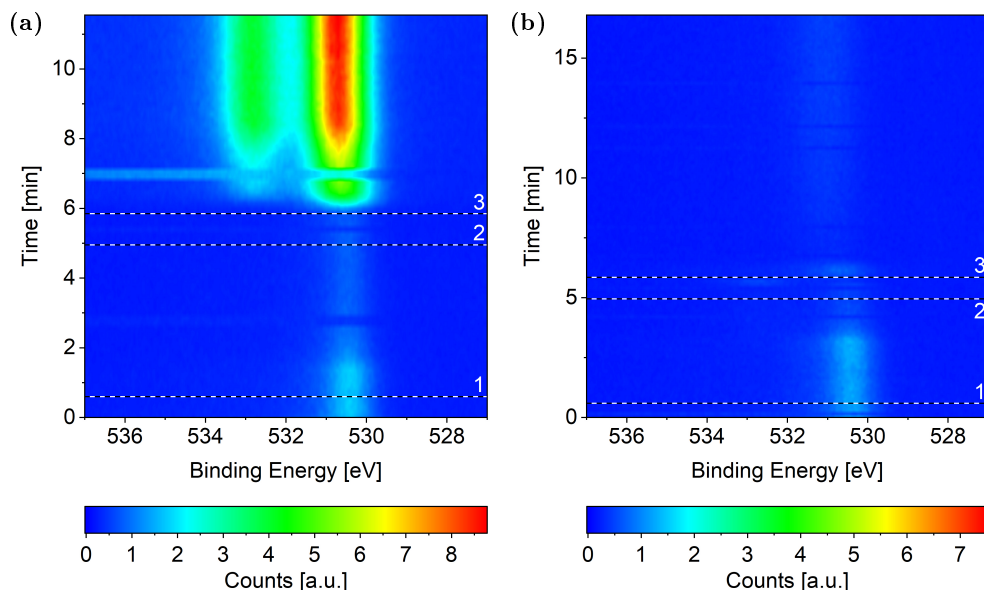 (a)
10
8
6
4
2
0
Time [min]
3
2
1
536 534 532 530 528
Binding Energy [eV]
0 1 2 3 4 5 6 7 8
Counts [a.u.]
(b)
15
10
5
0
Time [min]
3
2
1
536 534 532 530 528
Binding Energy [eV]
0 1 2 3 4 5 6 7
Counts [a.u.]